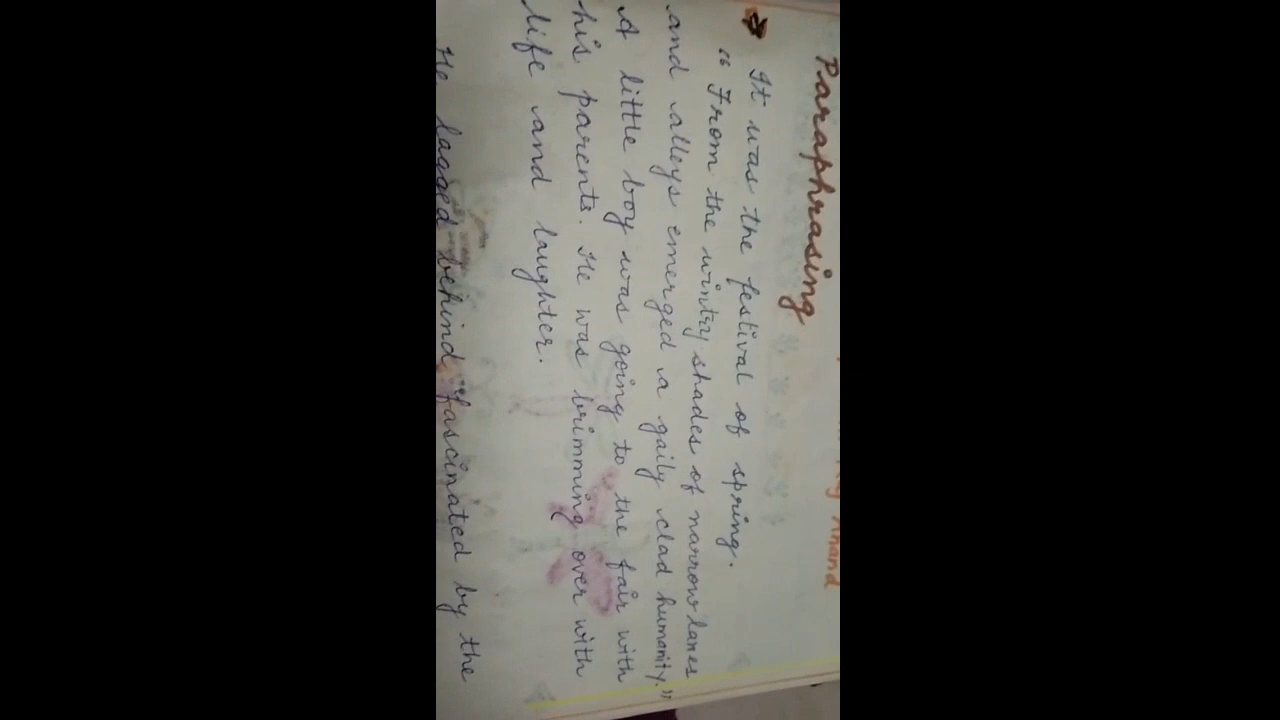 Anand
Paraphrasing
It was the festival of spring.
"From the wintry shades of narrow lanes
and alleys emerged a gaily clad humanity."
A little boy was going to the fair with
his parents. He was brimming over with
life and laughter.
He lagged behind, fascinated by the